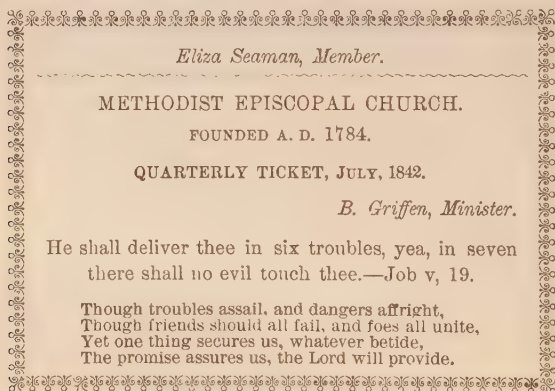 Eliza Seaman, Member.
METHODIST EPISCOPAL CHURCH.
FOUNDED A. D. 1784.
QUARTERLY TICKET, JULY, 1842.
B. Griffen, Minister.
He shall deliver thee in six troubles, yea, in seven
there shall no evil touch thee.—Job v, 19.
Though troubles assail, and dangers affright,
Though friends should all fail, and foes all unite,
Yet one thing secures us, whatever betide,
The promise assures us, the Lord will provide.